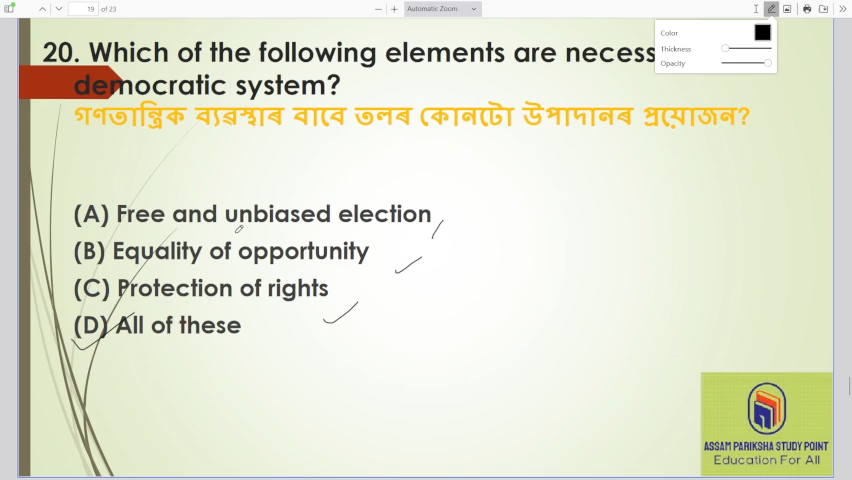 19 of 23
Automatic Zoom
Color
Thickness
Opacity
20. Which of the following elements are
democratic system?
গণতান্ত্ৰিক ব্যৱস্থাৰ বাবে তলৰ কোনটো উপাদানৰ প্ৰয়োজন?
(A) Free and unbiased election
(B) Equality of opportunity
(C) Protection of rights
(D) All of these
ASSAM PARIKSHA STUDY POINT
Education For All